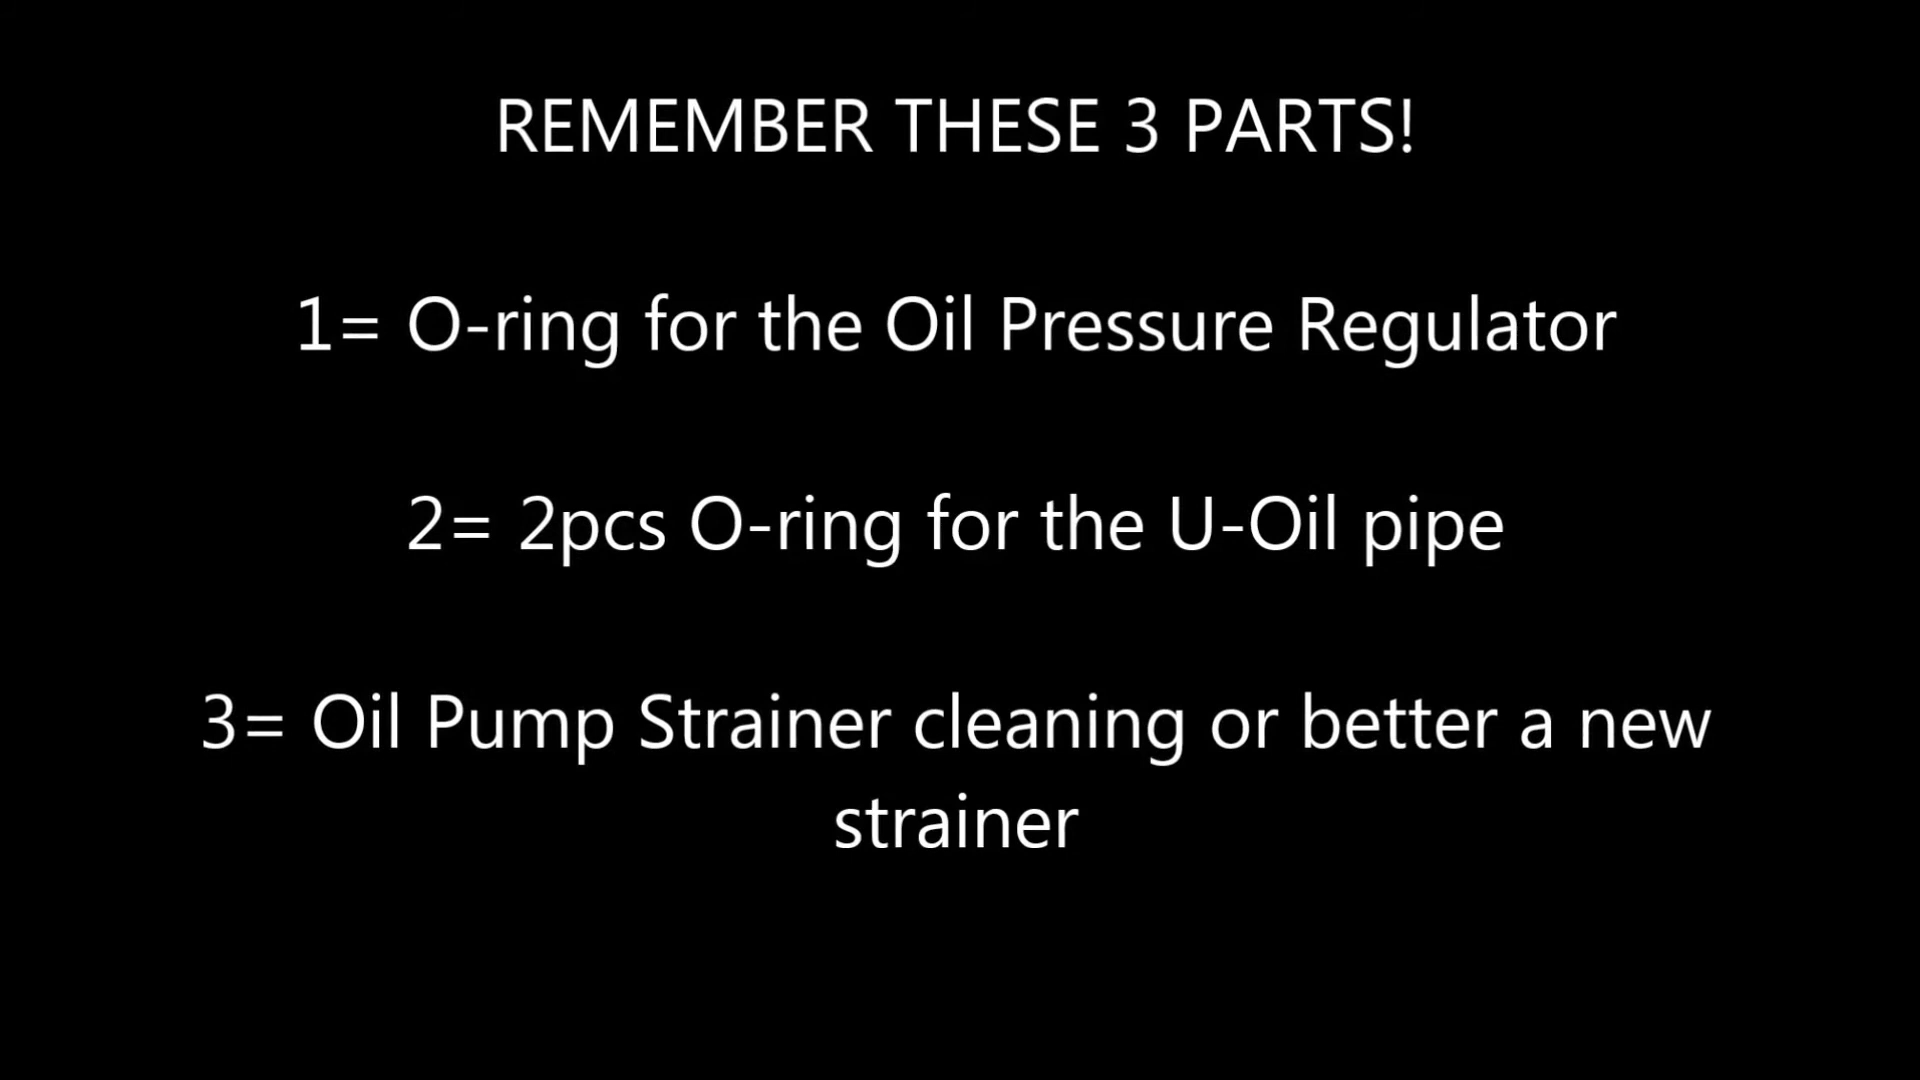 REMEMBER THESE 3 PARTS!
1= O-ring for the Oil Pressure Regulator
2= 2pcs O-ring for the U-Oil pipe
3= Oil Pump Strainer cleaning or better a new
strainer